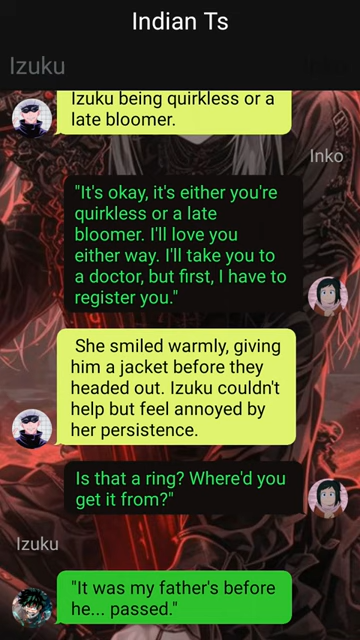 Indian Ts
Izuku
Izuku being quirkless or a
late bloomer.
Inko
"It's okay, it's either you're
quirkless or a late
bloomer. I'll love you
either way. I'll take you to
a doctor, but first, I have to
register you."
She smiled warmly, giving
him a jacket before they
headed out. Izuku couldn't
help but feel annoyed by
her persistence.
Is that a ring? Where'd you
get it from?"
Izuku
"It was my father's before
he... passed."